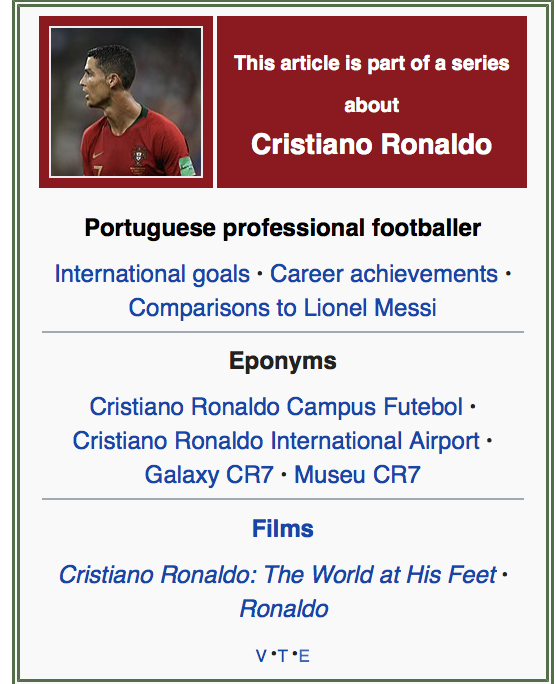 This article is part of a series
about
Cristiano Ronaldo
7
Portuguese professional footballer
International goals • Career achievements •
Comparisons to Lionel Messi
Eponyms
Cristiano Ronaldo Campus Futebol •
Cristiano Ronaldo International Airport •
Galaxy CR7 • Museu CR7
Films
Cristiano Ronaldo: The World at His Feet •
Ronaldo
V •T •E